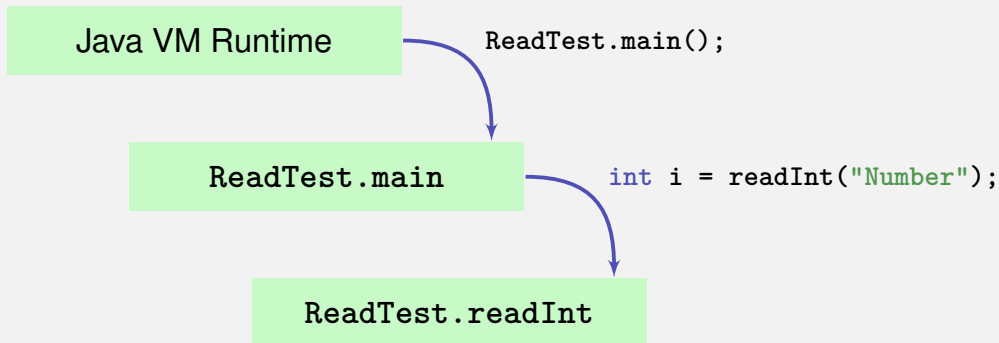 Java VM Runtime
ReadTest.main();
ReadTest.main
int i = readInt("Number");
ReadTest.readInt